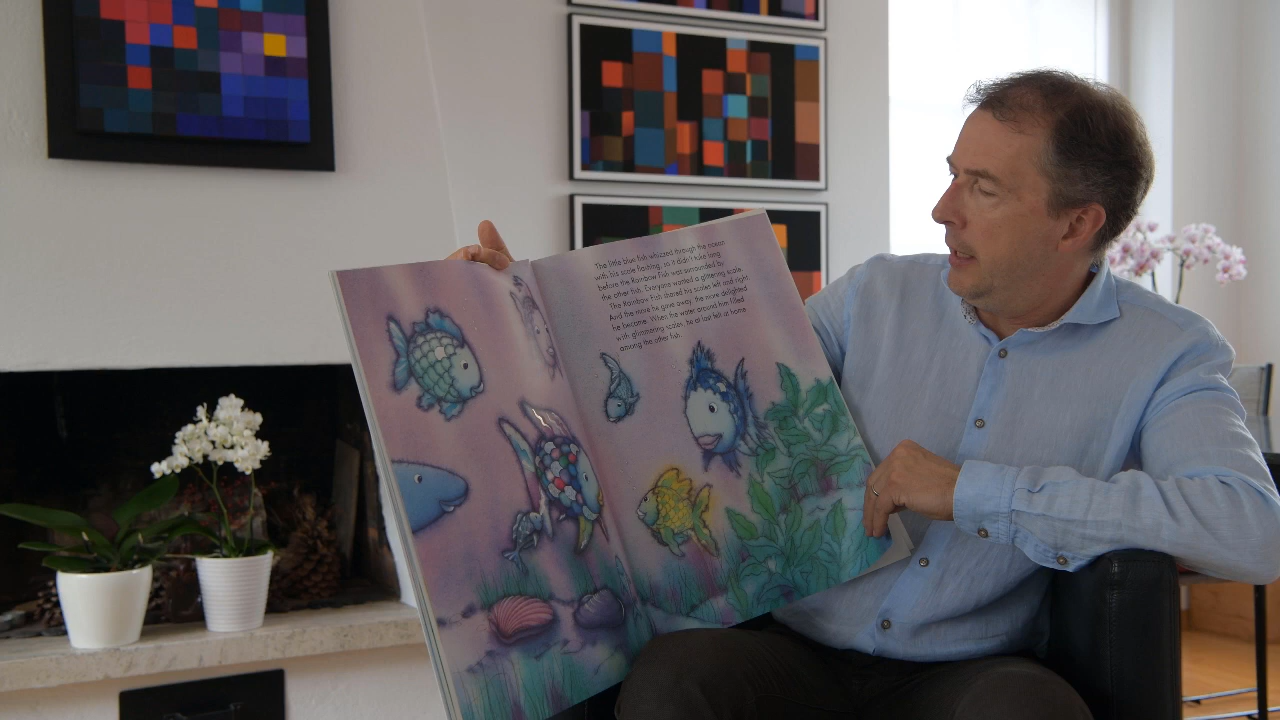 The little blue fish whizzed through the ocean
with his scale flashing, so it didn't take long
before the Rainbow Fish was surrounded by
the other fish. Everyone wanted a glittering scale.
The Rainbow Fish shared his scales left and right.
And the more he gave away, the more delighted
he became. When the water around him filled
with glimmering scales, he at last felt at home
among the other fish.